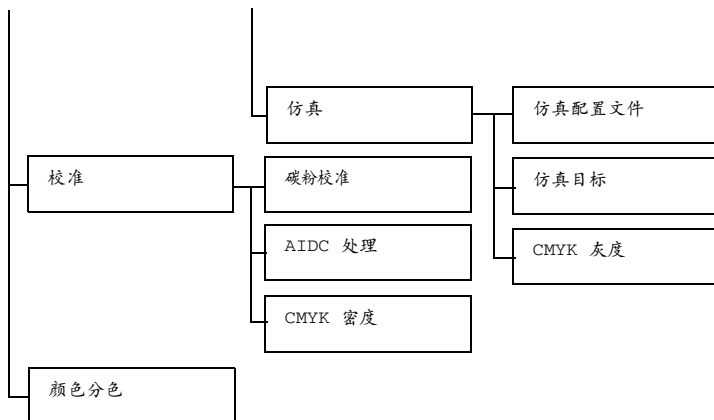 仿真
仿真配置文件
校准
碳粉校准
仿真目标
AIDC 处理
CMYK 灰度
CMYK 密度
颜色分色